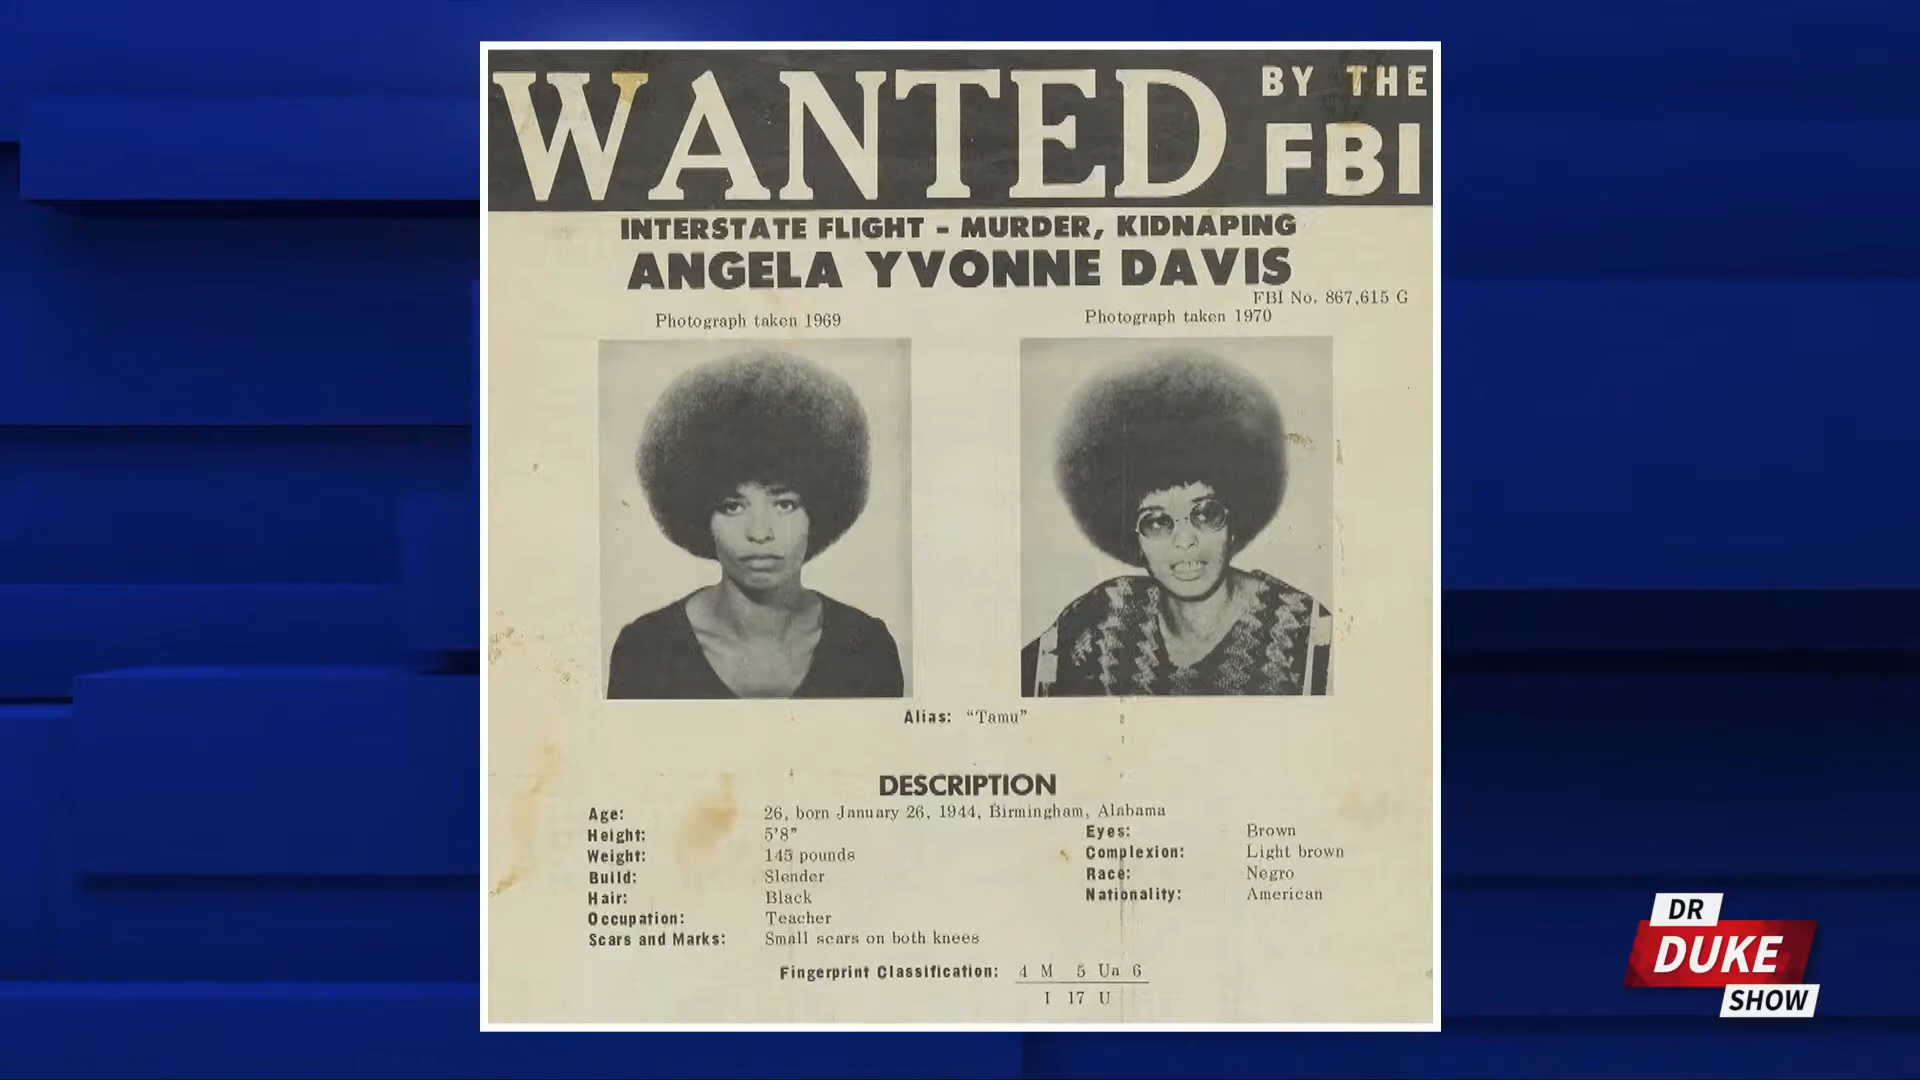 WANTED BY THE FBI
INTERSTATE FLIGHT - MURDER, KIDNAPING
ANGELA YVONNE DAVIS
FBI No. 867,615 G
Photograph taken 1969
Photograph taken 1970
Alias: “Tamu”
DESCRIPTION
Age: 26, born January 26, 1944, Birmingham, Alabama
Height: 5'8"
Weight: 145 pounds
Build: Slender
Hair: Black
Occupation: Teacher
Scars and Marks: Small scars on both knees
Eyes: Brown
Complexion: Light brown
Race: Negro
Nationality: American
Fingerprint Classification: 4 M 5 Ua 6
I 17 U
DR
DUKE
SHOW